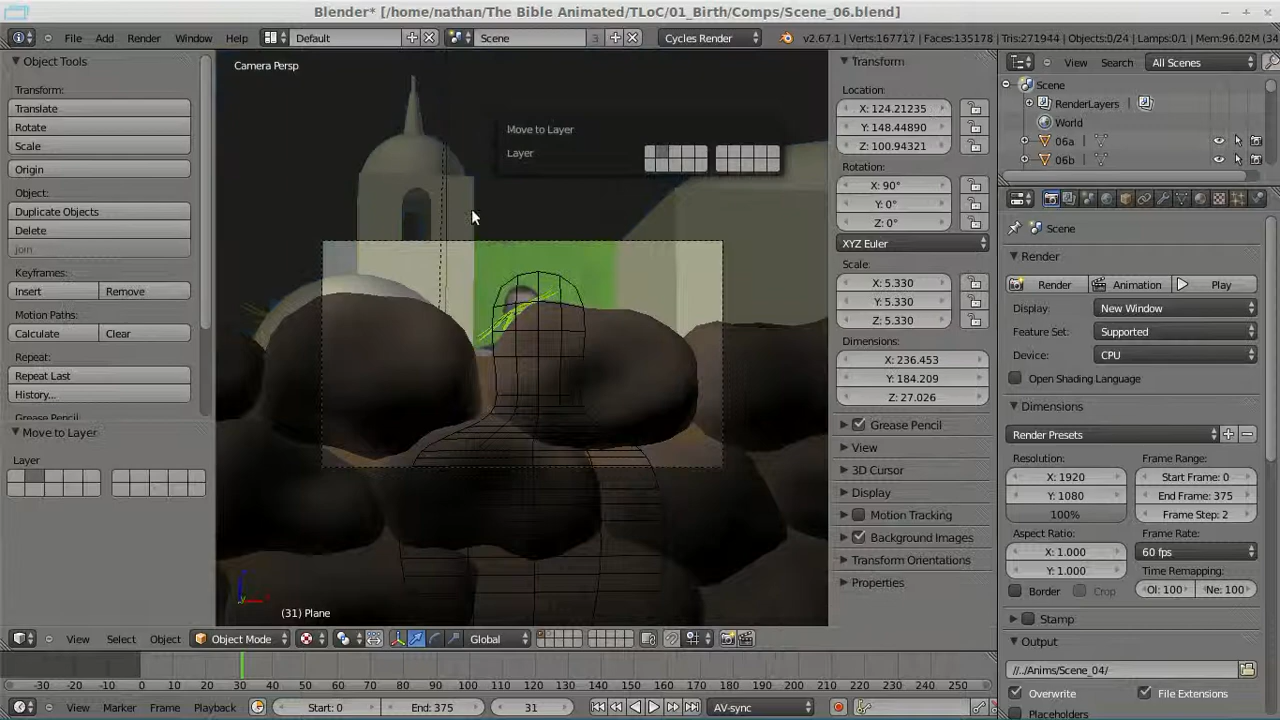 Blender* [/home/nathan/The Bible Animated/TLoC/01_Birth/Comps/Scene_06.blend]
File Add Render Window Help Default Scene 3 Cycles Render v2.67.1 | Verts:167717 | Faces:135178 | Tris:271944 | Objects:0/24 | Lamps:0/1 | Mem:96.02M (34
Object Tools
Transform:
Translate
Rotate
Scale
Origin
Object:
Duplicate Objects
Delete
Join
Keyframes:
Insert Remove
Motion Paths:
Calculate Clear
Repeat:
Repeat Last
History...
Grease Pencil
Move to Layer
Layer
Camera Persp
Move to Layer
Layer
(31) Plane
View Select Object Object Mode Global
Transform
Location:
X: 124.21235
Y: 148.44890
Z: 100.94321
Rotation:
X: 90°
Y: 0°
Z: 0°
XYZ Euler
Scale:
X: 5.330
Y: 5.330
Z: 5.330
Dimensions:
X: 236.453
Y: 184.209
Z: 27.026
Grease Pencil
View
3D Cursor
Display
Motion Tracking
Background Images
Transform Orientations
Properties
View Search All Scenes
Scene
RenderLayers
World
06a
06b
Scene
Render
Render Animation Play
Display: New Window
Feature Set: Supported
Device: CPU
Open Shading Language
Dimensions
Render Presets
Resolution: Frame Range:
X: 1920 Start Frame: 0
Y: 1080 End Frame: 375
100% Frame Step: 2
Aspect Ratio: Frame Rate:
X: 1.000 60 fps
Y: 1.000 Time Remapping:
Border Crop Ol: 100 Ne: 100
Stamp
Output
//../Anims/Scene_04/
Overwrite File Extensions
Placeholders
-30 -20 -10 0 10 20 30 40 50 60 70 80 90 100 110 120 130 140 150 160 170 180 190 200 210 220 230 240 250
View Marker Frame Playback Start: 0 End: 375 31 AV-sync